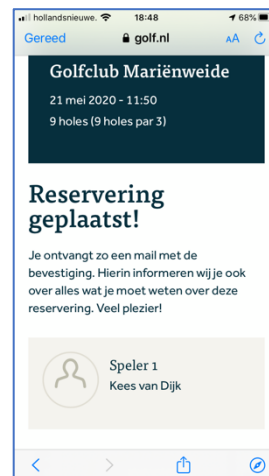 hollandsnieuwe. 18:48 68%
Gereed golf.nl AA
Golfclub Mariënweide
21 mei 2020 - 11:50
9 holes (9 holes par 3)
Reservering
geplaatst!
Je ontvangt zo een mail met de
bevestiging. Hierin informeren wij je ook
over alles wat je moet weten over deze
reservering. Veel plezier!
Speler 1
Kees van Dijk